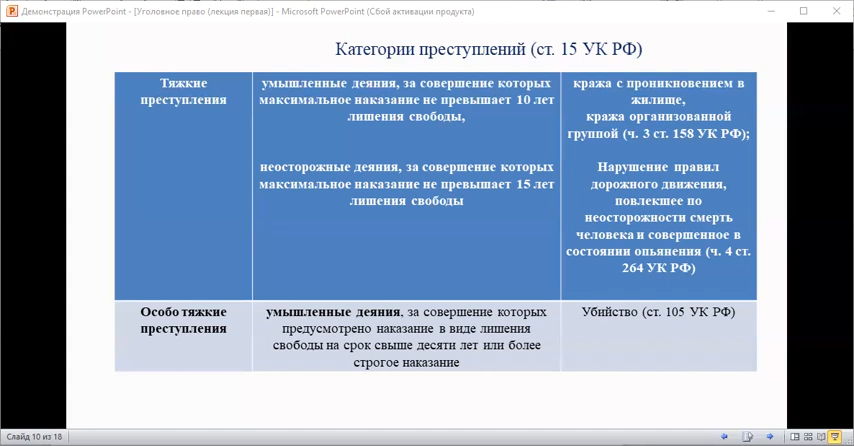 Демонстрация PowerPoint - [Уголовное право (лекция первая)] - Microsoft PowerPoint (Сбой активации продукта)
Категории преступлений (ст. 15 УК РФ)
Тяжкие
преступления
умышленные деяния, за совершение которых
максимальное наказание не превышает 10 лет
лишения свободы,
неосторожные деяния, за совершение которых
максимальное наказание не превышает 15 лет
лишения свободы
кража с проникновением в
жилище,
кража организованной
группой (ч. 3 ст. 158 УК РФ);
Нарушение правил
дорожного движения,
повлекшее по
неосторожности смерть
человека и совершенное в
состоянии опьянения (ч. 4 ст.
264 УК РФ)
Особо тяжкие
преступления
умышленные деяния, за совершение которых
предусмотрено наказание в виде лишения
свободы на срок свыше десяти лет или более
строгое наказание
Убийство (ст. 105 УК РФ)
Слайд 10 из 18